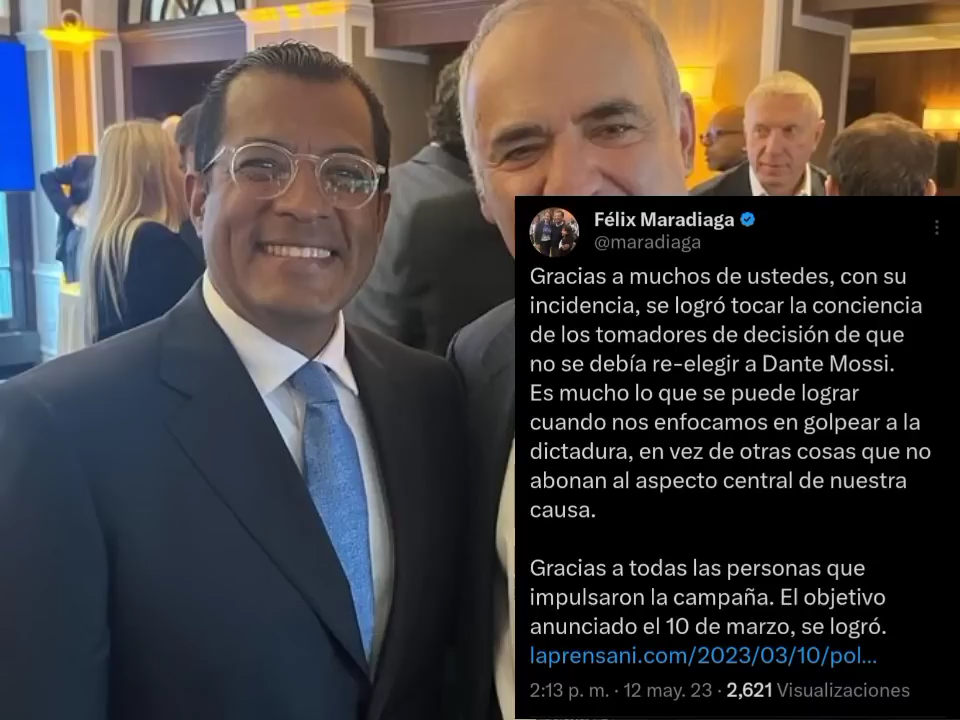 Félix Maradiaga
@maradiaga
Gracias a muchos de ustedes, con su
incidencia, se logró tocar la conciencia
de los tomadores de decisión de que
no se debía re-elegir a Dante Mossi.
Es mucho lo que se puede lograr
cuando nos enfocamos en golpear a la
dictadura, en vez de otras cosas que no
abonan al aspecto central de nuestra
causa.
Gracias a todas las personas que
impulsaron la campaña. El objetivo
anunciado el 10 de marzo, se logró.
laprensani.com/2023/03/10/pol...
2:13 p. m. · 12 may. 23 · 2,621 Visualizaciones